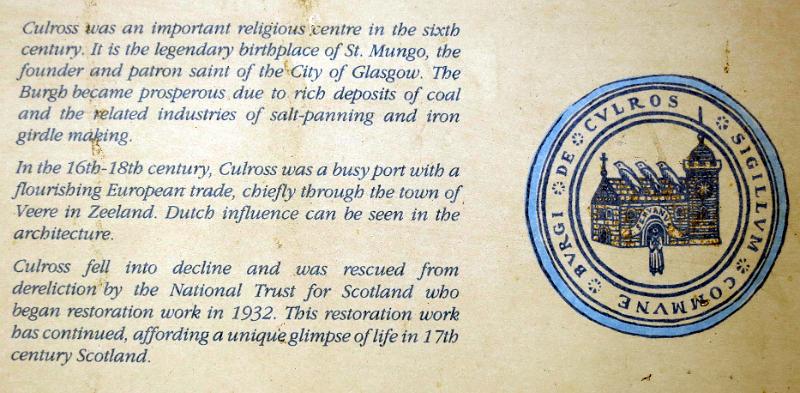 Culross was an important religious centre in the sixth
century. It is the legendary birthplace of St. Mungo, the
founder and patron saint of the City of Glasgow. The
Burgh became prosperous due to rich deposits of coal
and the related industries of salt-panning and iron
girdle making.
In the 16th-18th century, Culross was a busy port with a
flourishing European trade, chiefly through the town of
Veere in Zeeland. Dutch influence can be seen in the
architecture.
Culross fell into decline and was rescued from
dereliction by the National Trust for Scotland who
began restoration work in 1932. This restoration work
has continued, affording a unique glimpse of life in 17th
century Scotland.
SIGILLVM COMMVNE BVRGI DE CVLROS